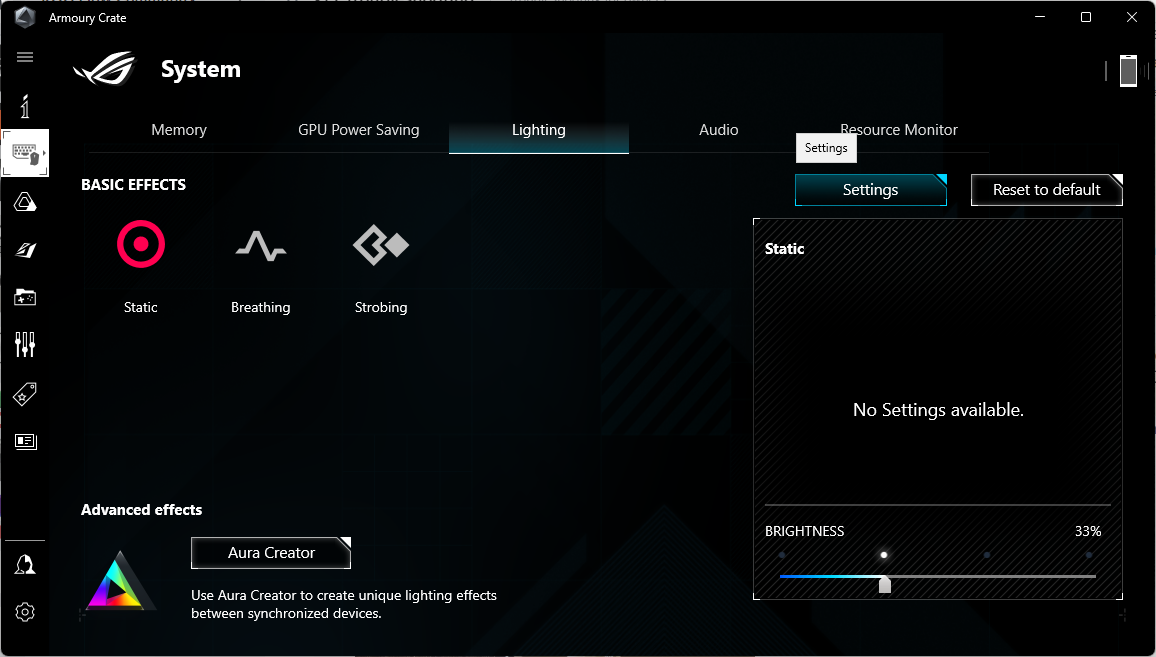 Armoury Crate
System
Memory
GPU Power Saving
Lighting
Audio
Resource Monitor
Settings
BASIC EFFECTS
Settings
Reset to default
Static
Static
Breathing
Strobing
No Settings available.
BRIGHTNESS
33%
Advanced effects
Aura Creator
Use Aura Creator to create unique lighting effects
between synchronized devices.